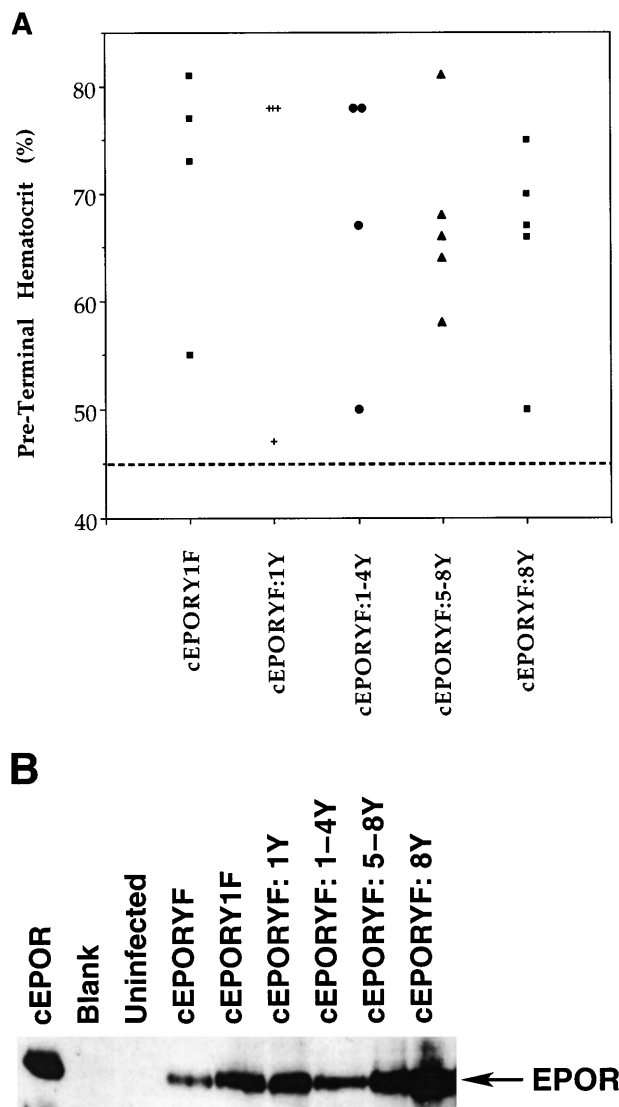 A
Pre-Terminal Hematocrit (%)
80
70
60
50
40
cEPORY1F
cEPORYF:1Y
cEPORYF:1-4Y
cEPORYF:5-8Y
cEPORYF:8Y
B
cEPOR
Blank
Uninfected
cEPORYF
cEPORY1F
cEPORYF: 1Y
cEPORYF: 1–4Y
cEPORYF: 5–8Y
cEPORYF: 8Y
EPOR